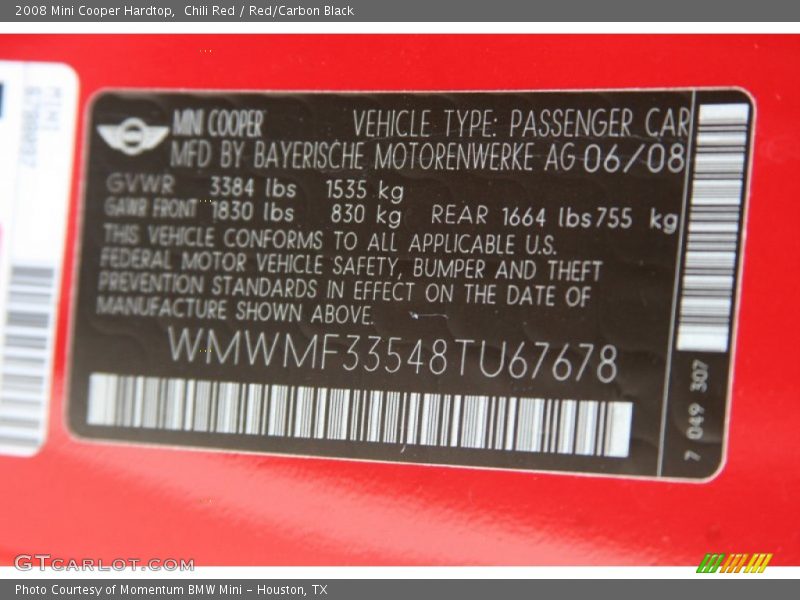 2008 Mini Cooper Hardtop,  Chili Red / Red/Carbon Black
MINI COOPER VEHICLE TYPE: PASSENGER CAR
MFD BY BAYERISCHE MOTORENWERKE AG 06/08
GVWR 3384 lbs 1535 kg
GAWR FRONT 1830 lbs 830 kg REAR 1664 lbs 755 kg
THIS VEHICLE CONFORMS TO ALL APPLICABLE U.S.
FEDERAL MOTOR VEHICLE SAFETY, BUMPER AND THEFT
PREVENTION STANDARDS IN EFFECT ON THE DATE OF
MANUFACTURE SHOWN ABOVE.
WMWMF33548TU67678
7 049 307
GTCARLOT.COM
Photo Courtesy of Momentum BMW Mini - Houston, TX